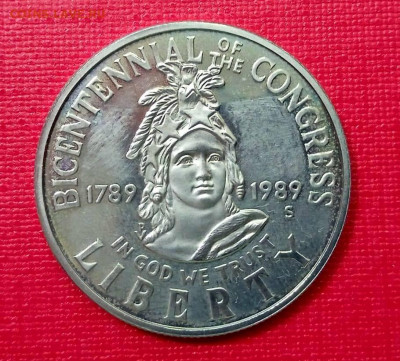 BICENTENNIAL OF THE CONGRESS
1789 1989
S
IN GOD WE TRUST
LIBERTY